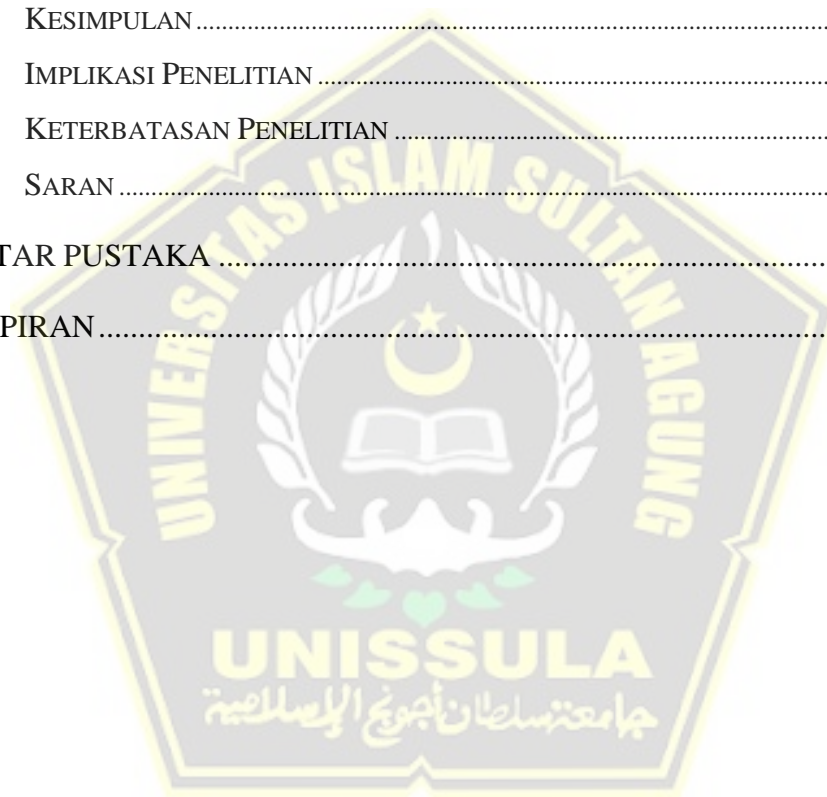 KESIMPULAN
IMPLIKASI PENELITIAN
KETERBATASAN PENELITIAN
SARAN
TAR PUSTAKA
PIRAN
UNIVERSITAS ISLAM SULTAN AGUNG
UNISSULA
جامعة سلطان أجونج الإسلامية